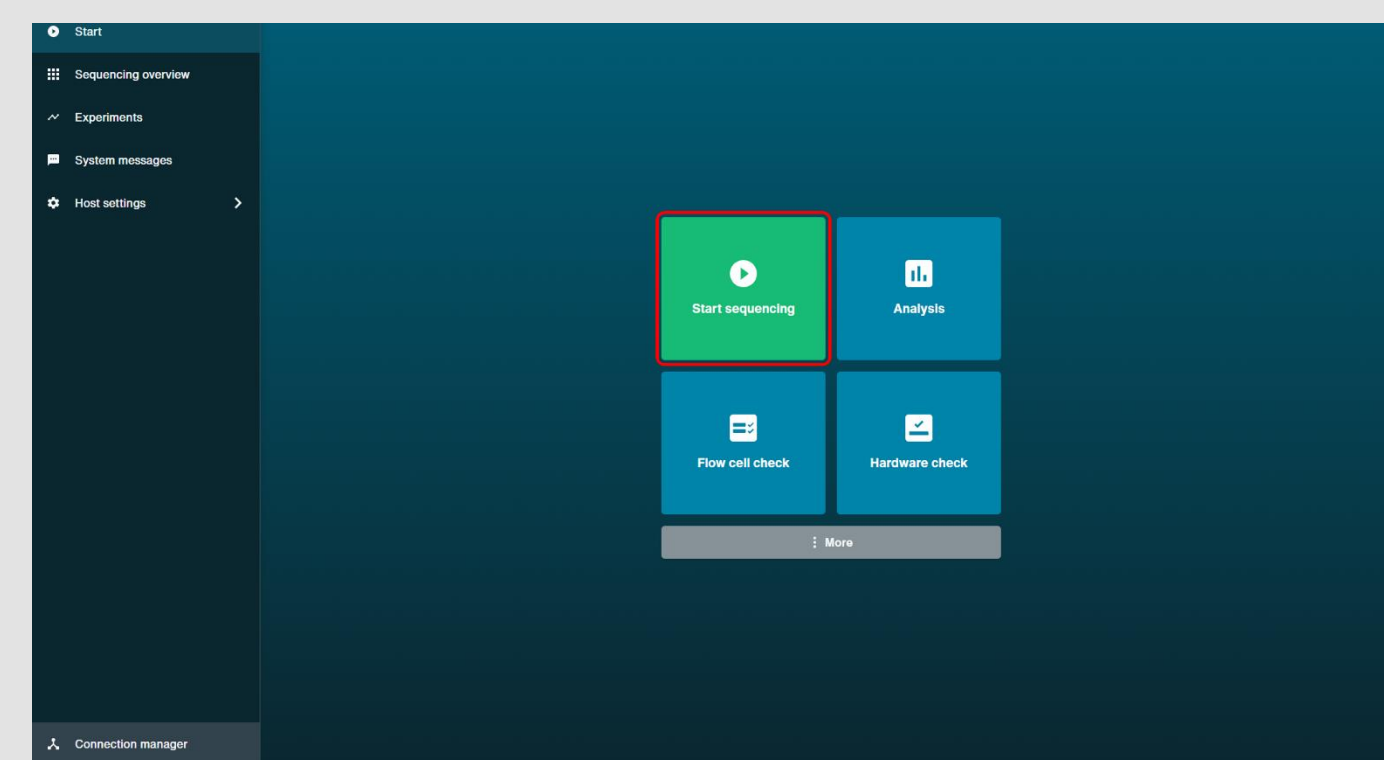 Start
Sequencing overview
Experiments
System messages
Host settings
Start sequencing
Analysis
Flow cell check
Hardware check
More
Connection manager